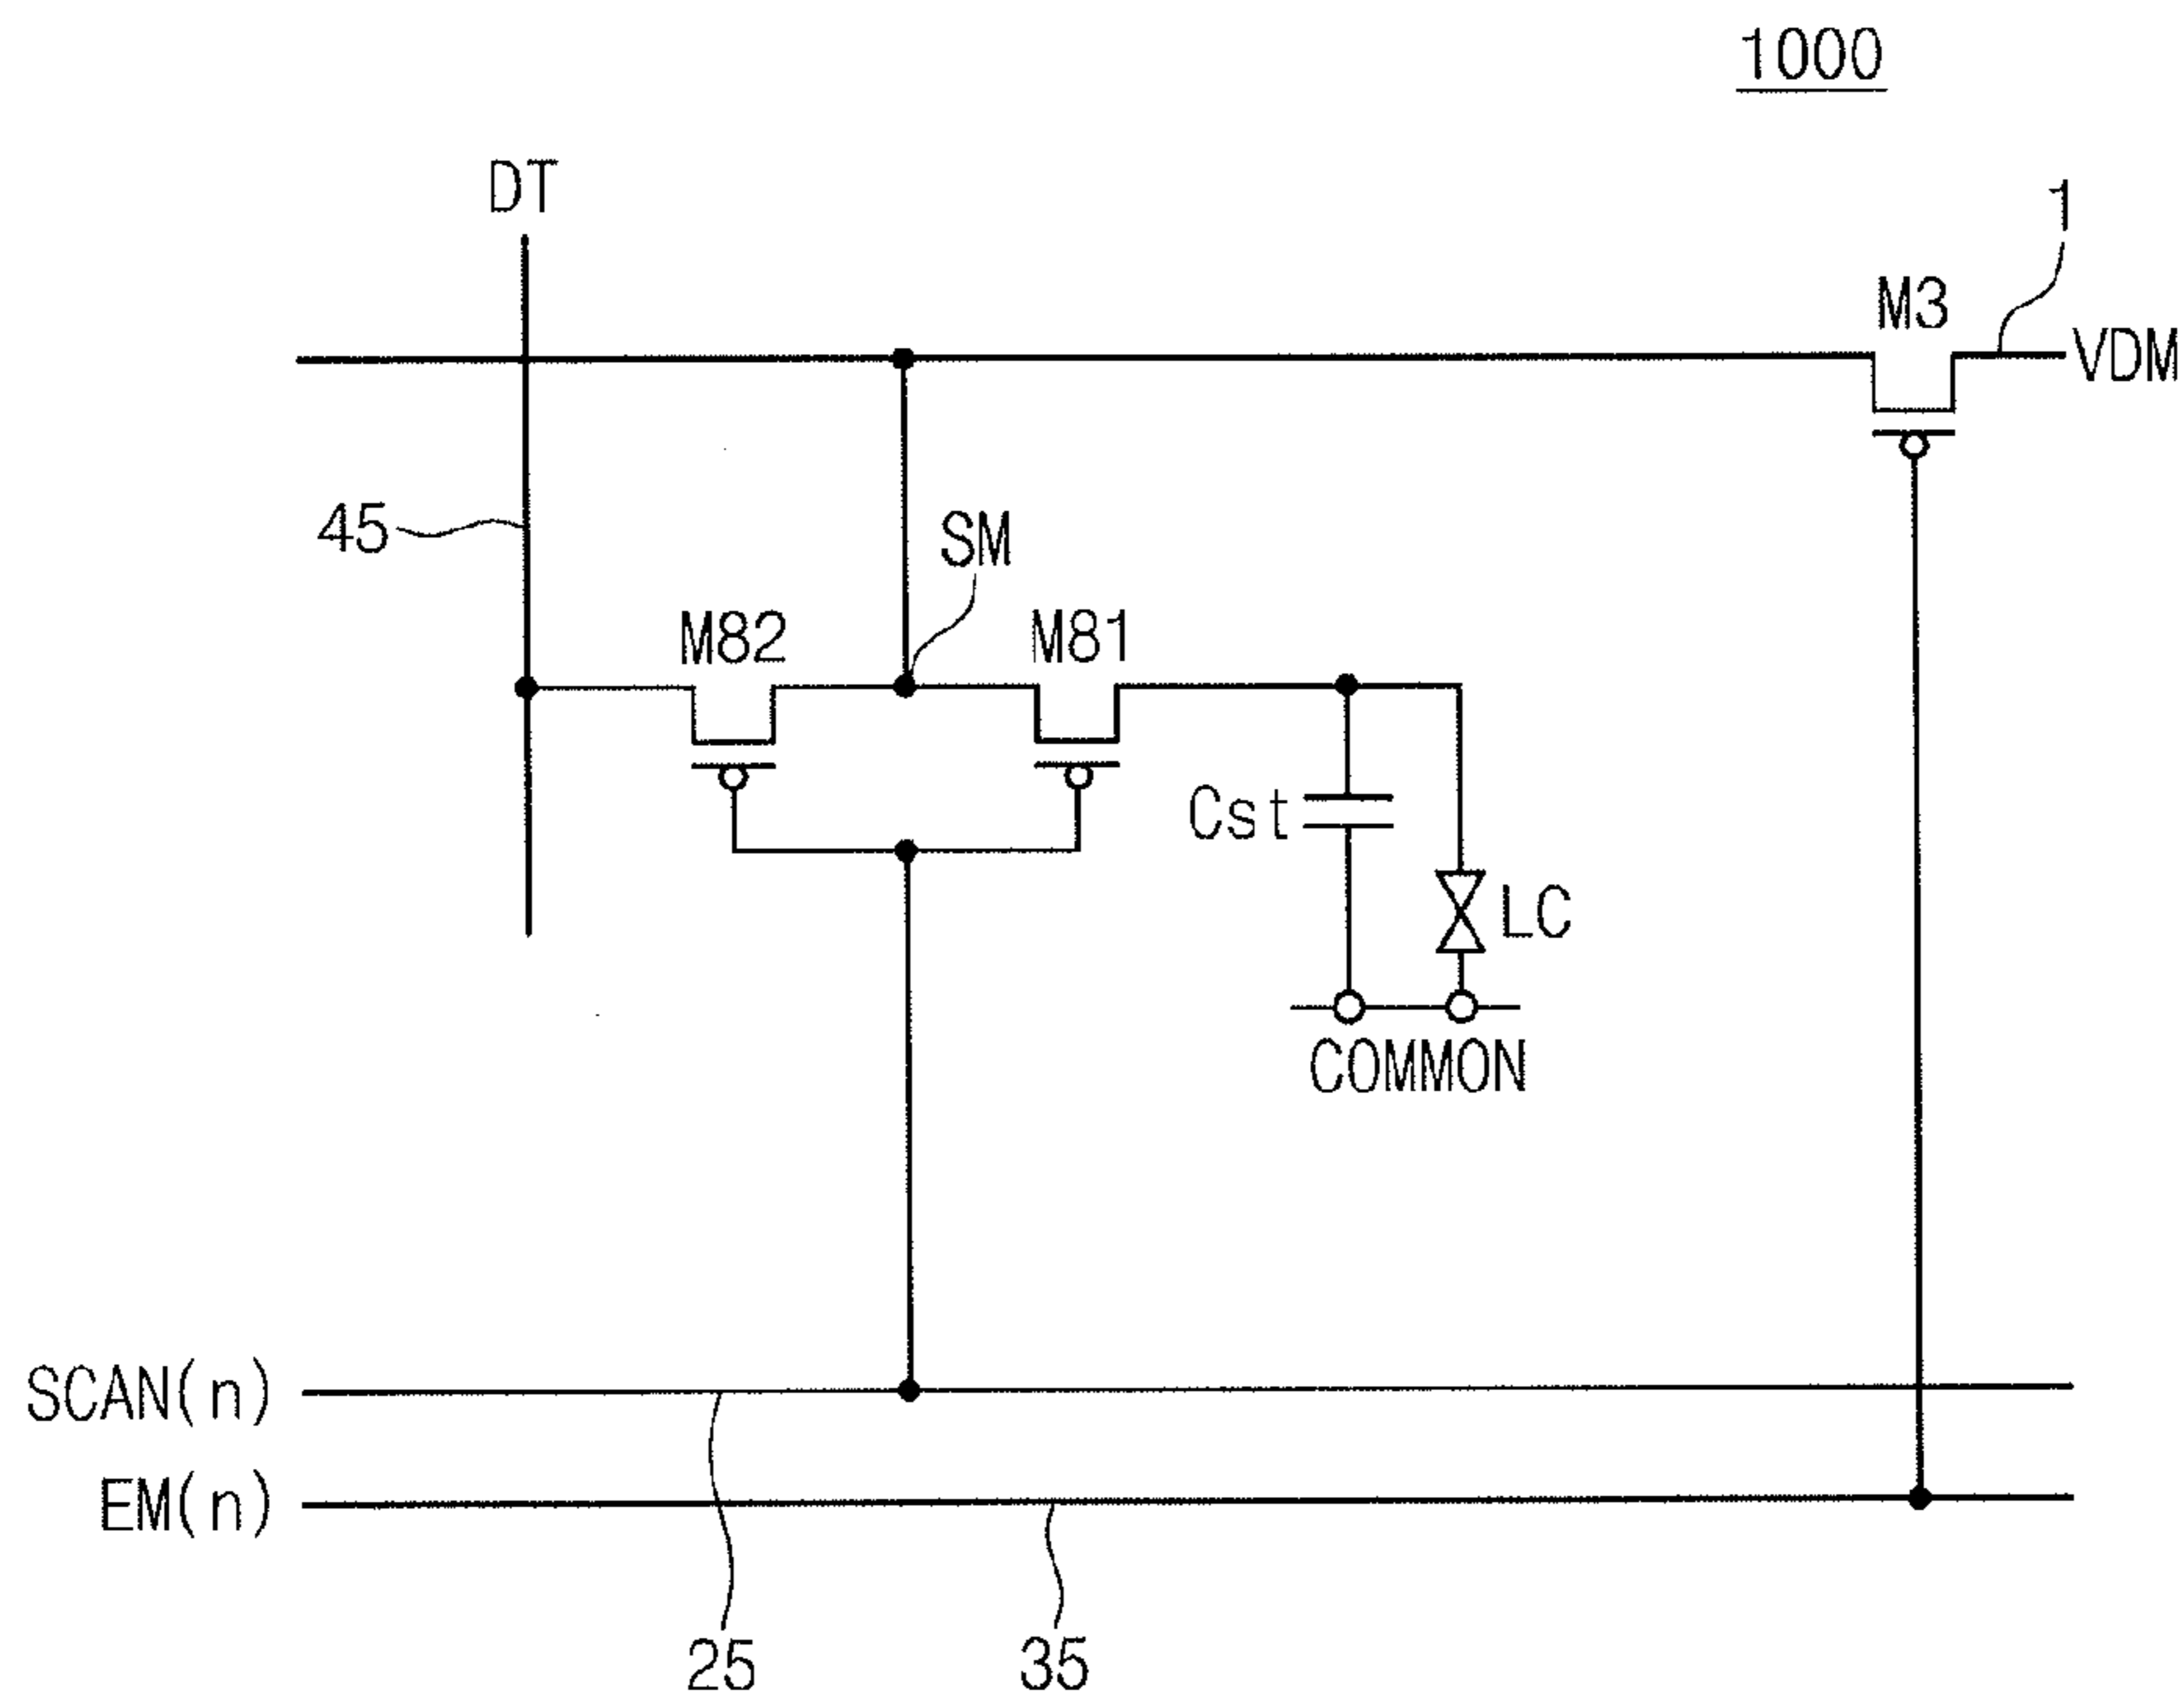 1000
DT
1
M3
VDM
45
SM
M82
M81
Cst
LC
COMMON
SCAN(n)
EM(n)
25
35